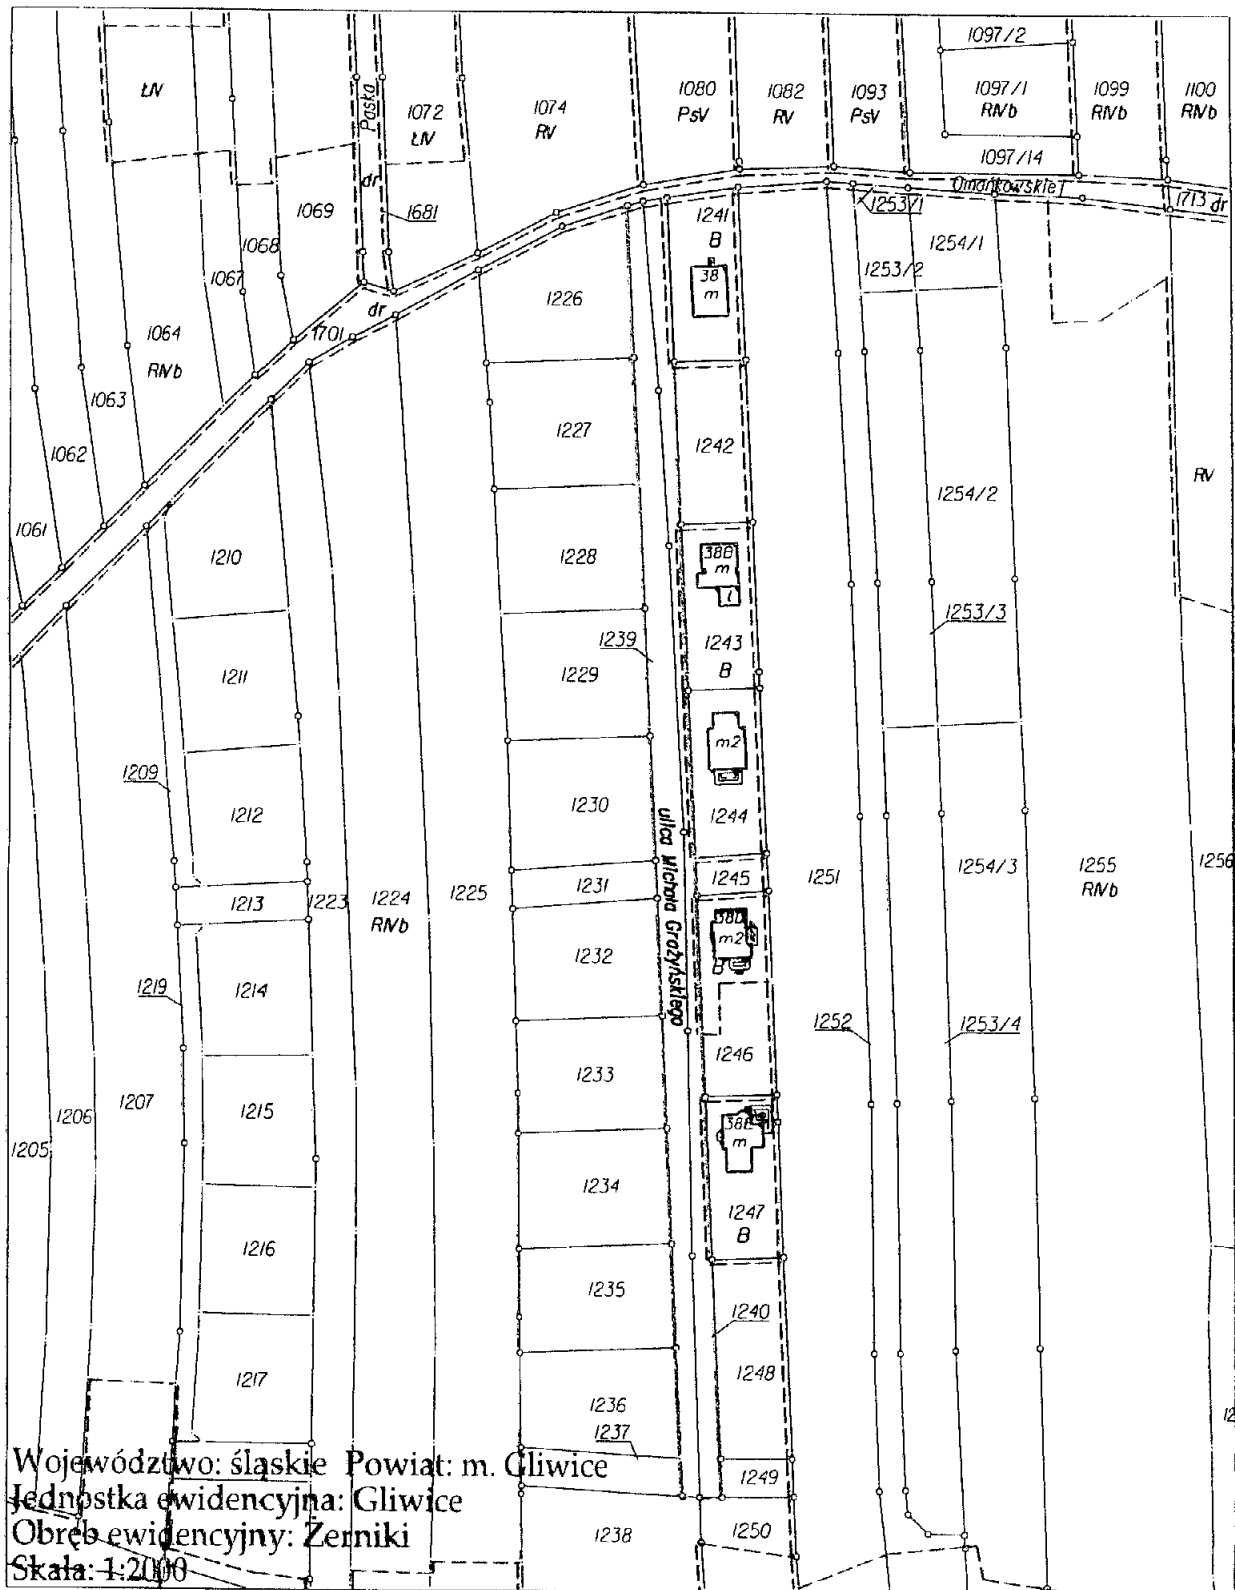 1097/2
ŁIV
Paska
1072
ŁIV
1074
RV
1080
PsV
1082
RV
1093
PsV
1097/1
RIVb
1099
RIVb
1100
RIVb
1097/14
dr
1681
1069
1068
1067
1253/1
1713 dr
1241
B
38
m
1254/1
1253/2
1226
dr
1701
1064
RIVb
1063
1062
1061
1227
1242
1254/2
RV
1210
1228
38B
m
1253/3
1239
1243
B
1211
1229
m2
1209
1212
1230
1244
ulica Michała Grażyńskiego
1213
1223
1224
RIVb
1225
1231
1245
1251
1254/3
1255
RIVb
1256
38D
m2
B
1232
1219
1214
1252
1253/4
1246
1233
1215
1207
1206
1205
38E
m
1234
1247
B
1216
1235
1240
1217
1248
1236
1237
1249
1238
1250
Województwo: śląskie Powiat: m. Gliwice
Jednostka ewidencyjna: Gliwice
Obręb ewidencyjny: Żerniki
Skala: 1:2000